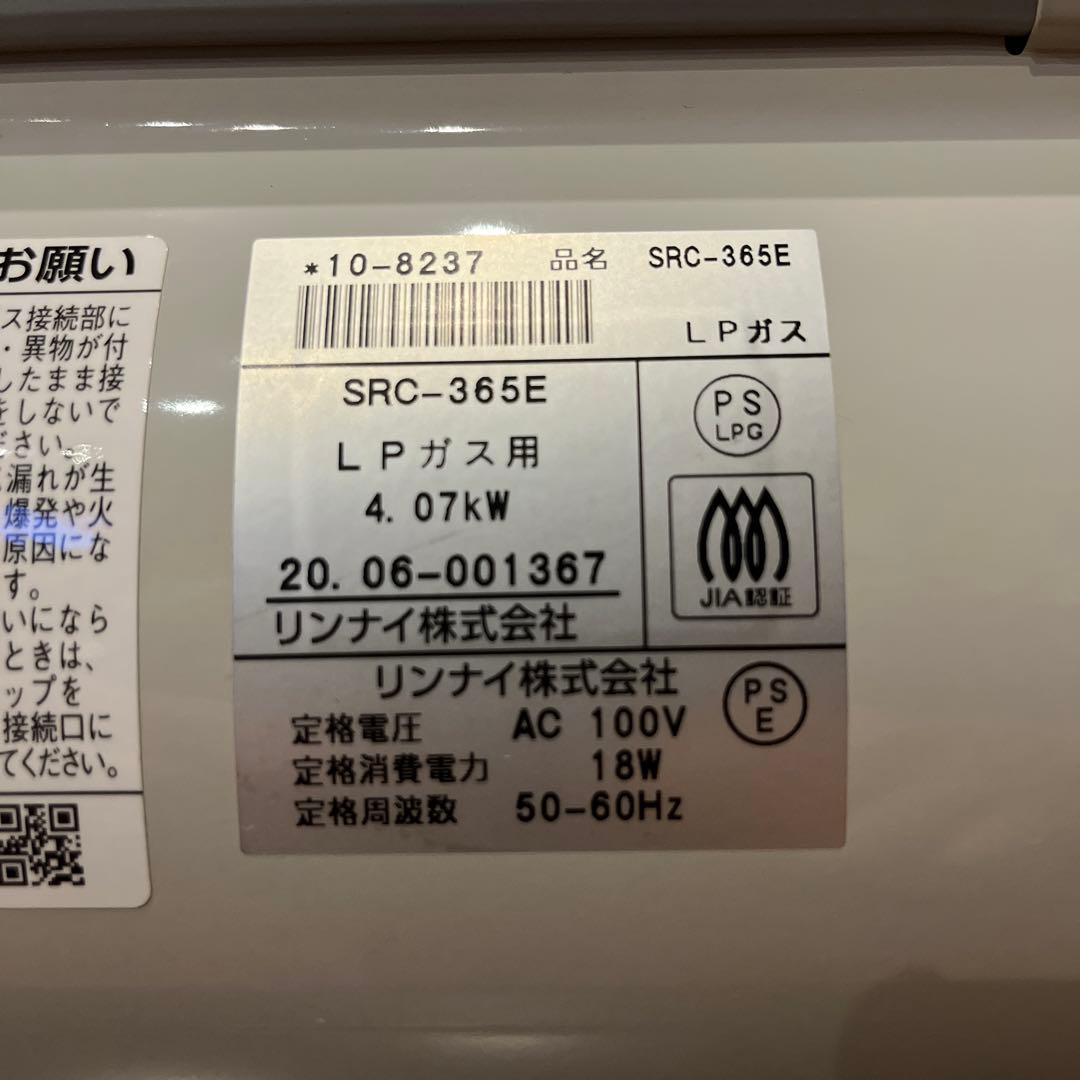 お願い
ス接続部に
・異物が付
したまま接
をしないで
ださい。
漏れが生
爆発や火
原因にな
す。
いになら
ときは、
ップを
接続口に
てください。
*10-8237 品名 SRC-365E
LPガス
SRC-365E
LPガス用
4.07kW
20.06-001367
リンナイ株式会社
PS
LPG
JIA認証
リンナイ株式会社
定格電圧 AC 100V
定格消費電力 18W
定格周波数 50-60Hz
PS
E